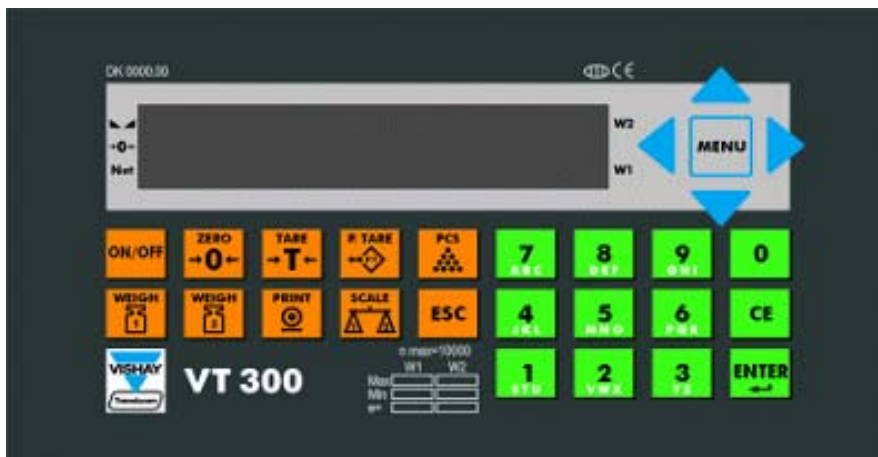 DK 0000.00 CE
W2
→0←
MENU
Net W1
ON/OFF ZERO →0← TARE →T← P. TARE PCS 7 ABC 8 DEF 9 GHI 0
WEIGH 1 WEIGH 2 PRINT SCALE ESC 4 JKL 5 MNO 6 PQR CE
n max=10000
VISHAY VT 300 W1 W2 1 STU 2 VWX 3 YZ ENTER
Max
Min
e=